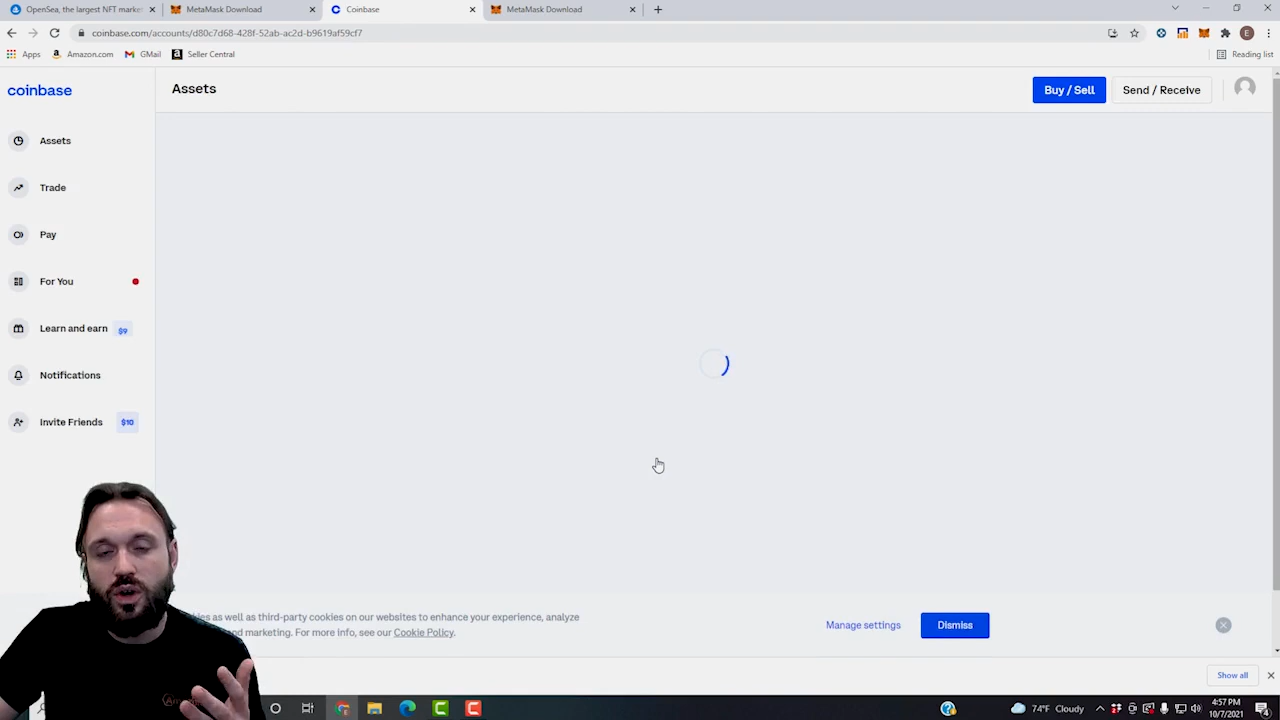 OpenSea, the largest NFT market
MetaMask Download
Coinbase
MetaMask Download
coinbase.com/accounts/d80c7d68-428f-52ab-ac2d-b9619af59cf7
E
Apps
Amazon.com
GMail
Seller Central
Reading list
coinbase
Assets
Buy / Sell
Send / Receive
Assets
Trade
Pay
For You
Learn and earn
$9
Notifications
Invite Friends
$10
as well as third-party cookies on our websites to enhance your experience, analyze
and marketing. For more info, see our Cookie Policy.
Manage settings
Dismiss
Show all
74°F Cloudy
4:57 PM
10/7/2021
4